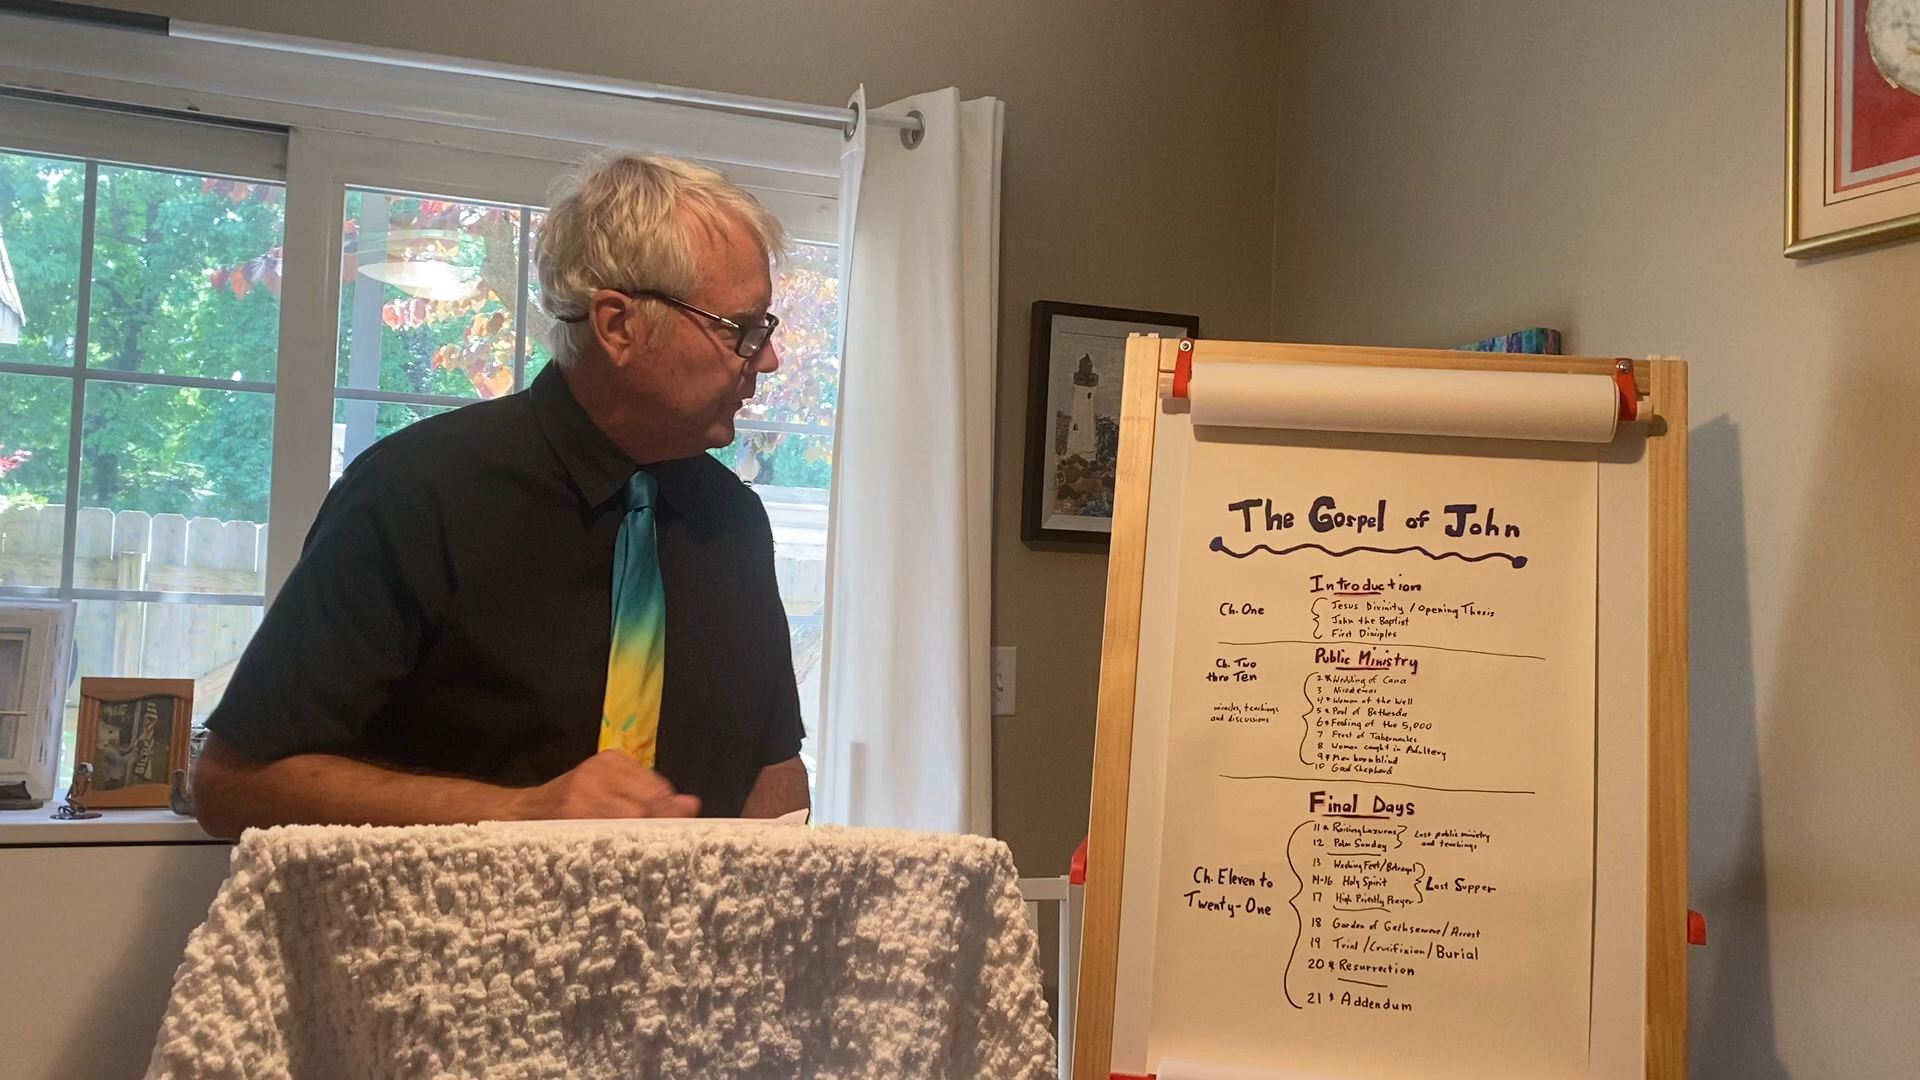 The Gospel of John
Introduction
Ch. One
Jesus Divinity / Opening Thesis
John the Baptist
First Disciples
Public Ministry
Ch. Two
thru Ten
miracles, teachings
and discussions
2 * Wedding of Cana
3 Nicodemus
4 * Woman at the Well
5 * Pool of Bethesda
6 * Feeding of the 5,000
7 Feast of Tabernacles
8 Woman caught in Adultery
9 * Man born blind
10 Good Shepherd
Final Days
Ch. Eleven to
Twenty-One
11 * Raising Lazarus
12 Palm Sunday
Last public ministry
and teachings
13 Washing Feet/Betrayal
14-16 Holy Spirit
17 High Priestly Prayer
Last Supper
18 Garden of Gethsemane / Arrest
19 Trial / Crucifixion / Burial
20 * Resurrection
21 * Addendum